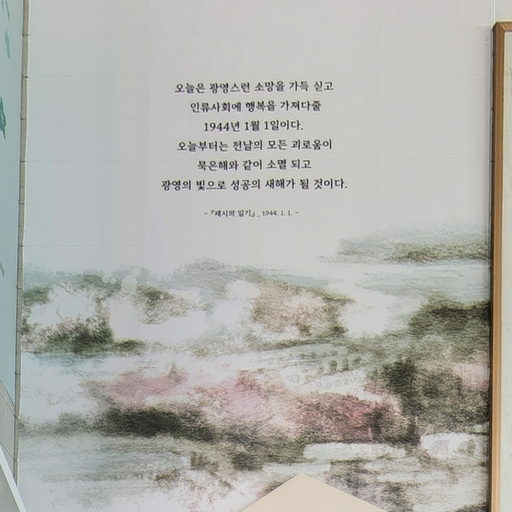 오늘은 광영스런 소망을 가득 싣고
인류사회에 행복을 가져다줄
1944년 1월 1일이다.
오늘부터는 전날의 모든 괴로움이
묵은해와 같이 소멸 되고
광영의 빛으로 성공의 새해가 될 것이다.
- 『제시의 일기』_ 1944. 1. 1. -